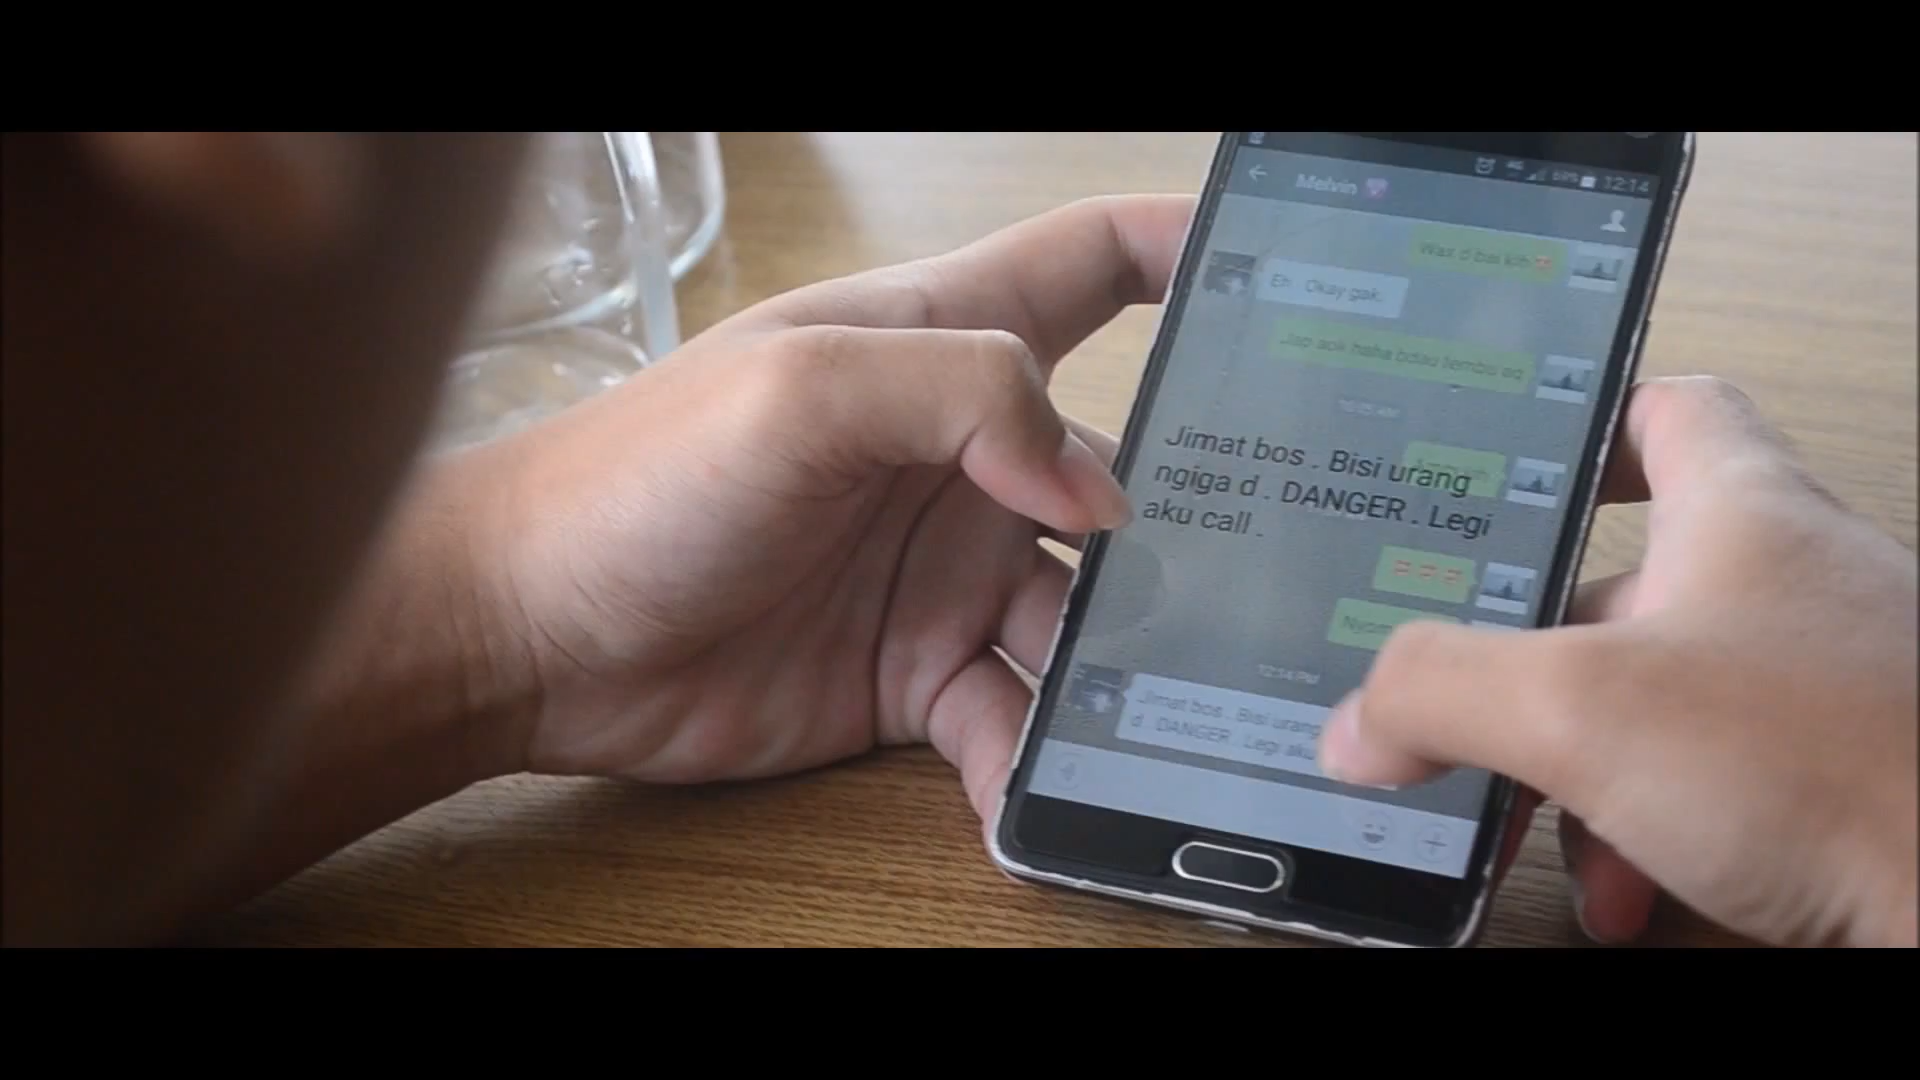 12:14
Melvin
Eh . Okay gak.
Jimat bos . Bisi urang
ngiga d . DANGER . Legi
aku call .
12:14 PM
Jimat bos . Bisi urang
d . DANGER . Legi aku